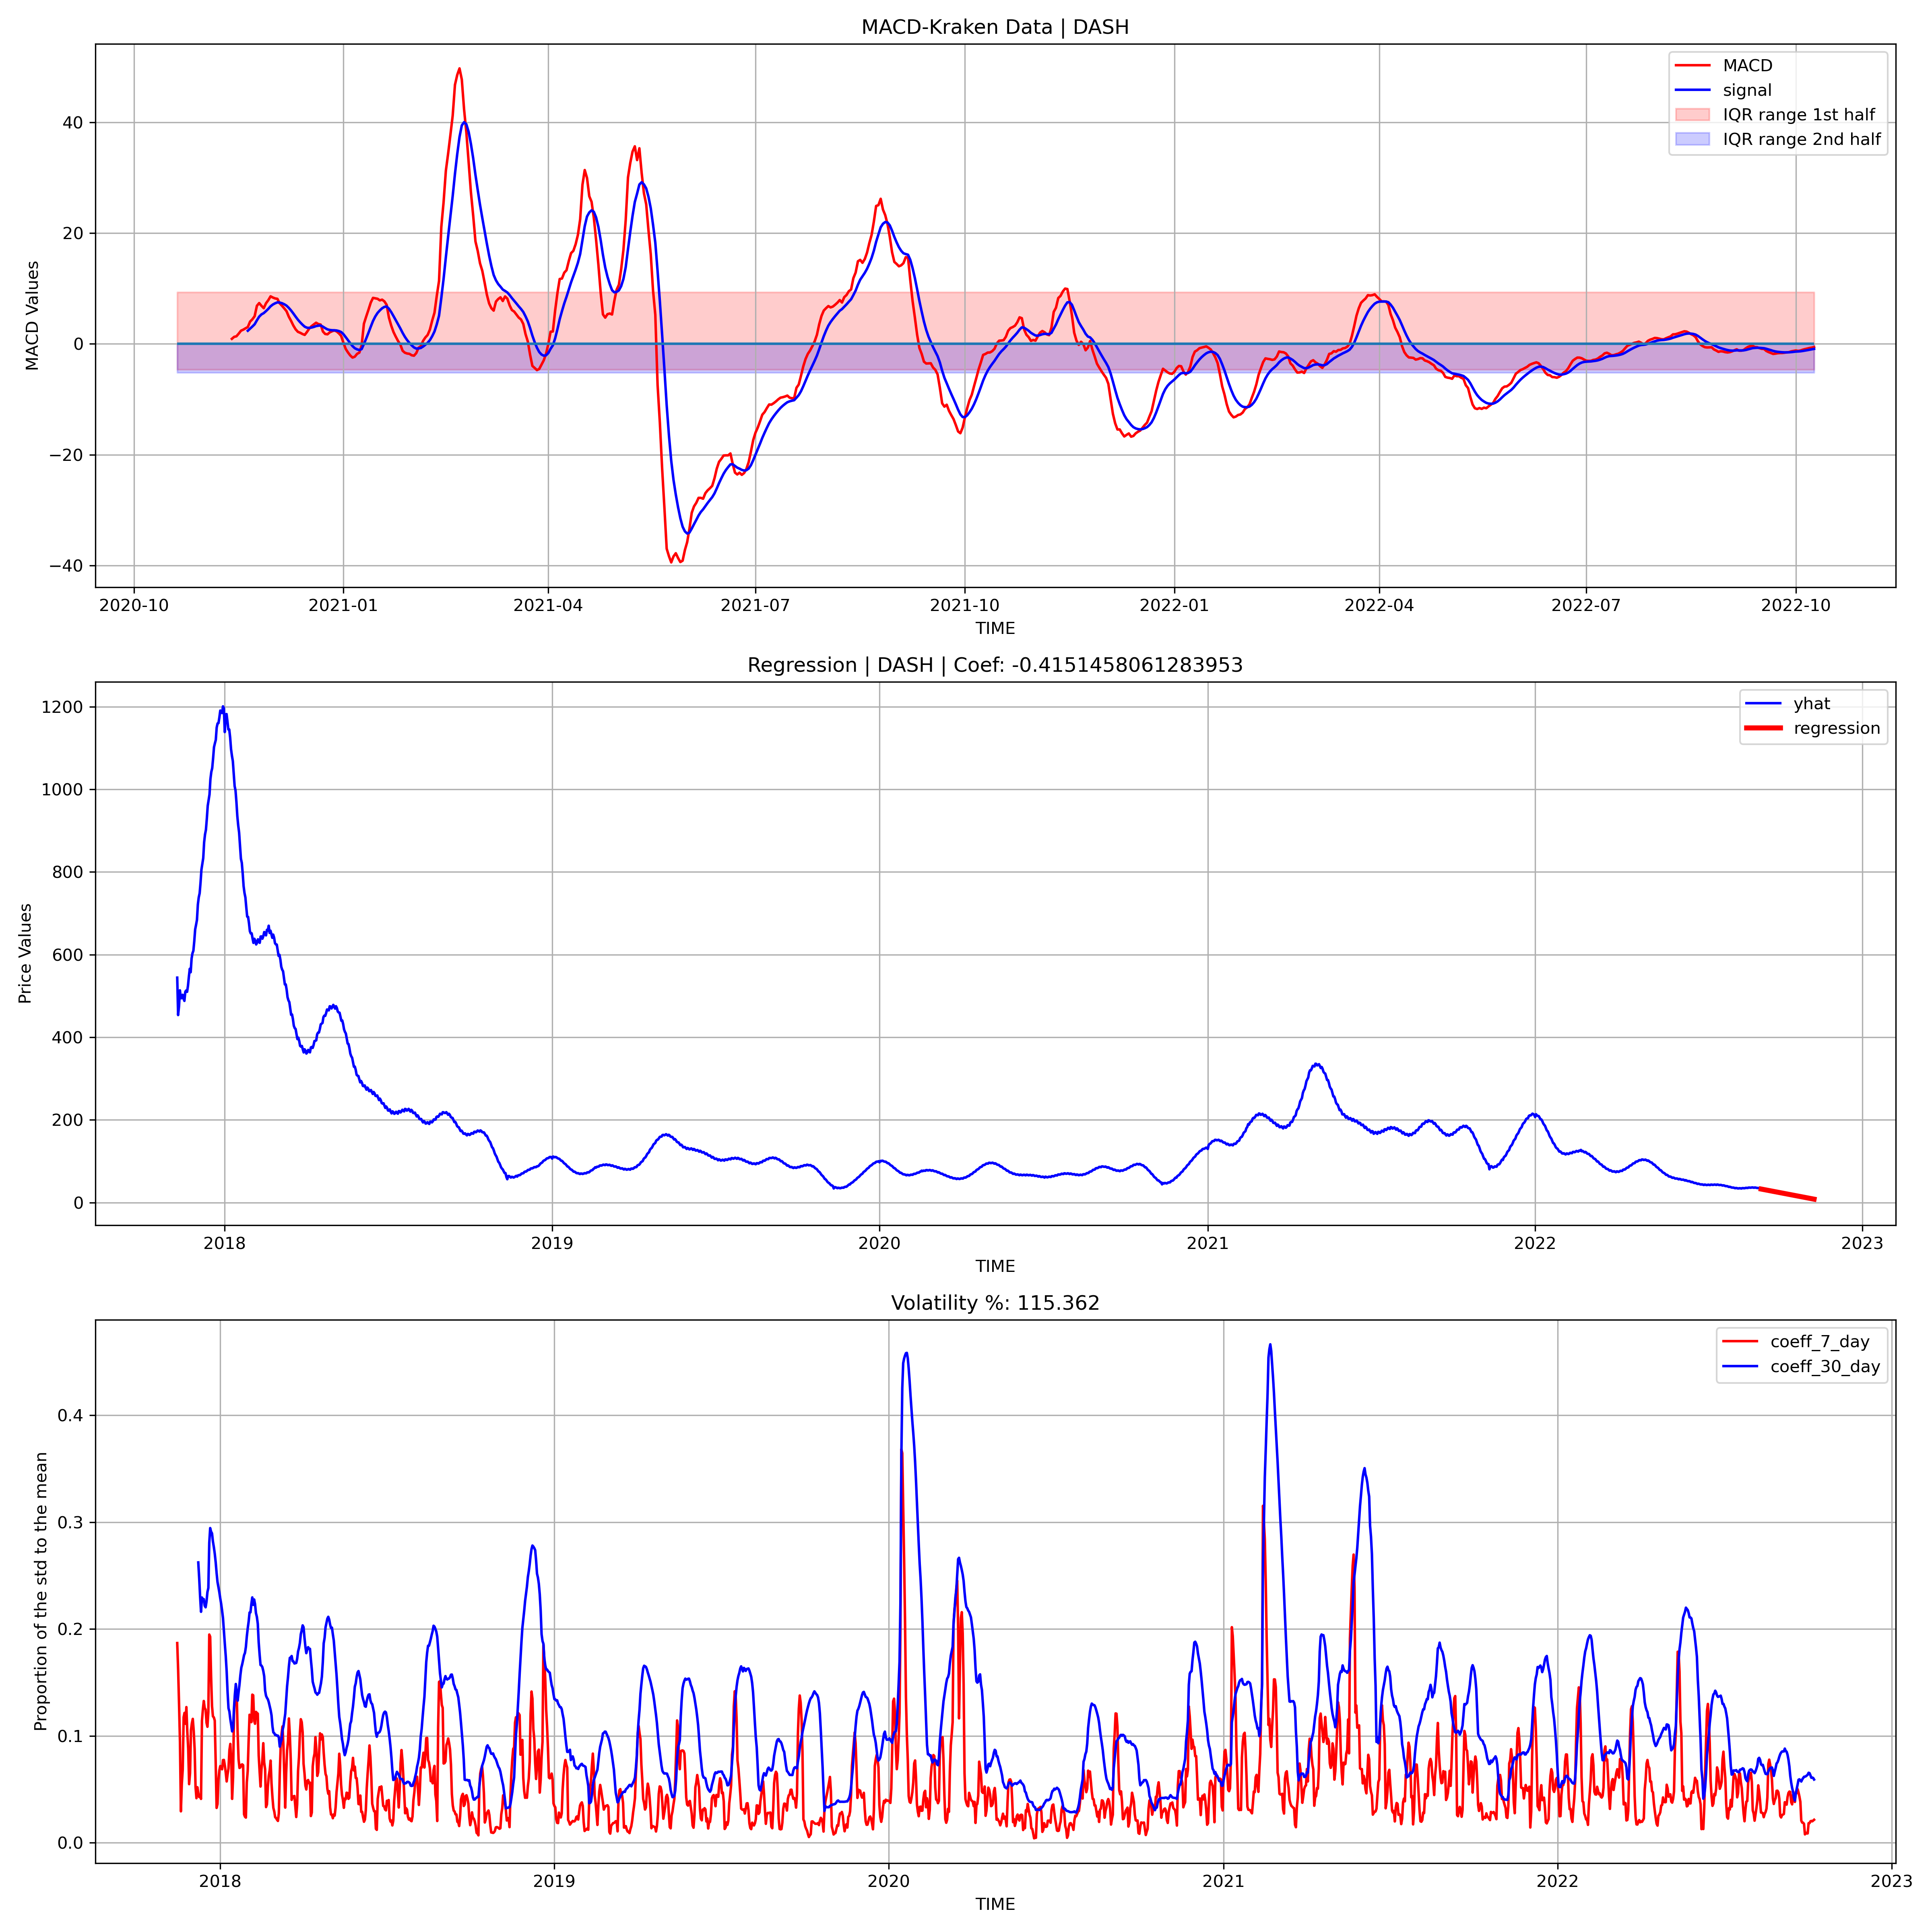 MACD-Kraken Data | DASH
MACD
signal
IQR range 1st half
IQR range 2nd half
MACD Values
40
20
0
−20
−40
2020-10 2021-01 2021-04 2021-07 2021-10 2022-01 2022-04 2022-07 2022-10
TIME
Regression | DASH | Coef: -0.4151458061283953
yhat
regression
Price Values
1200
1000
800
600
400
200
0
2018 2019 2020 2021 2022 2023
TIME
Volatility %: 115.362
coeff_7_day
coeff_30_day
Proportion of the std to the mean
0.4
0.3
0.2
0.1
0.0
2018 2019 2020 2021 2022 2023
TIME